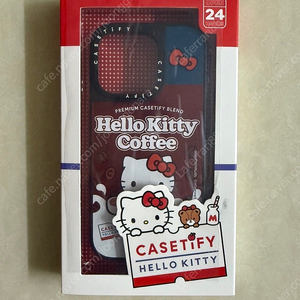 24
CASETiFY
PREMIUM CASETiFY BLEND
Hello Kitty
Coffee
M
CASETiFY
HELLO KITTY